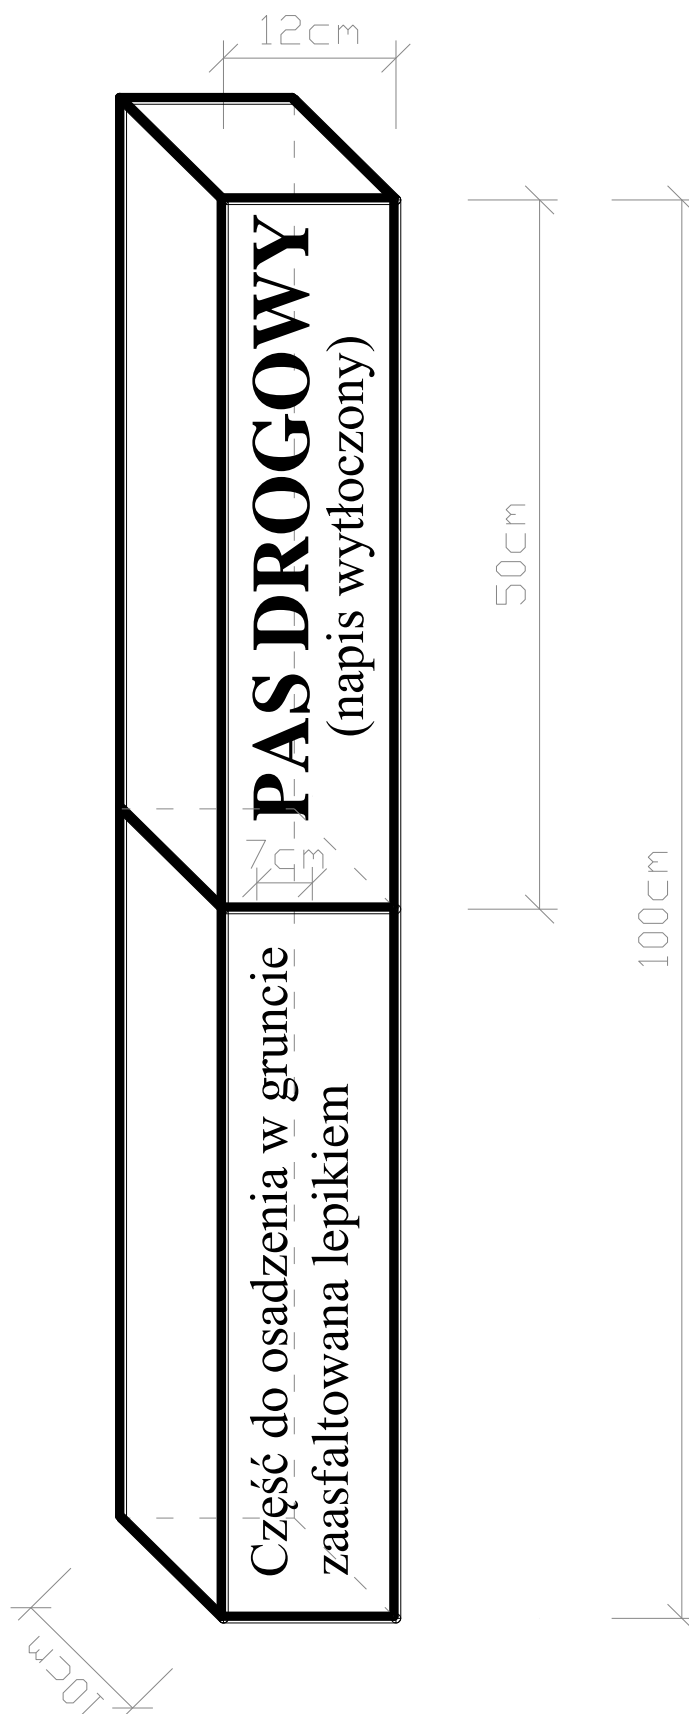 12cm
PAS DROGOWY
(napis wytłoczony)
50cm
7cm
100cm
Część do osadzenia w gruncie
zaasfaltowana lepikiem
10cm